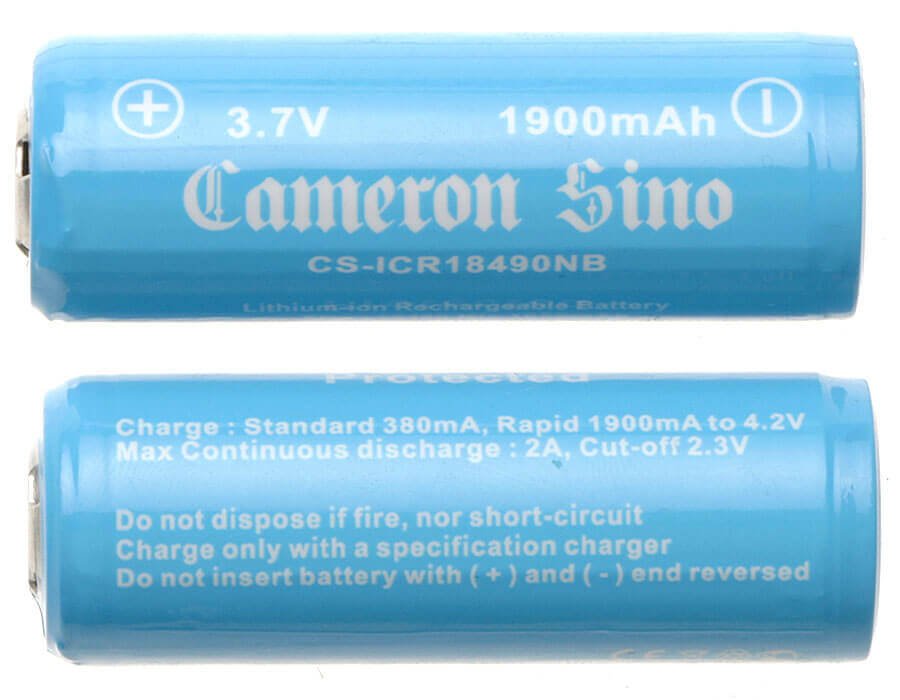 + 3.7V 1900mAh -
Cameron Sino
CS-ICR18490NB
Lithium-ion Rechargeable Battery
Protected
Charge : Standard 380mA, Rapid 1900mA to 4.2V
Max Continuous discharge : 2A, Cut-off 2.3V
Do not dispose if fire, nor short-circuit
Charge only with a specification charger
Do not insert battery with ( + ) and ( - ) end reversed